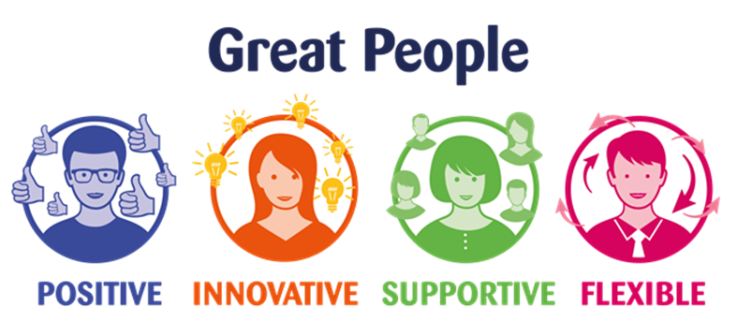 Great People
POSITIVE INNOVATIVE SUPPORTIVE FLEXIBLE